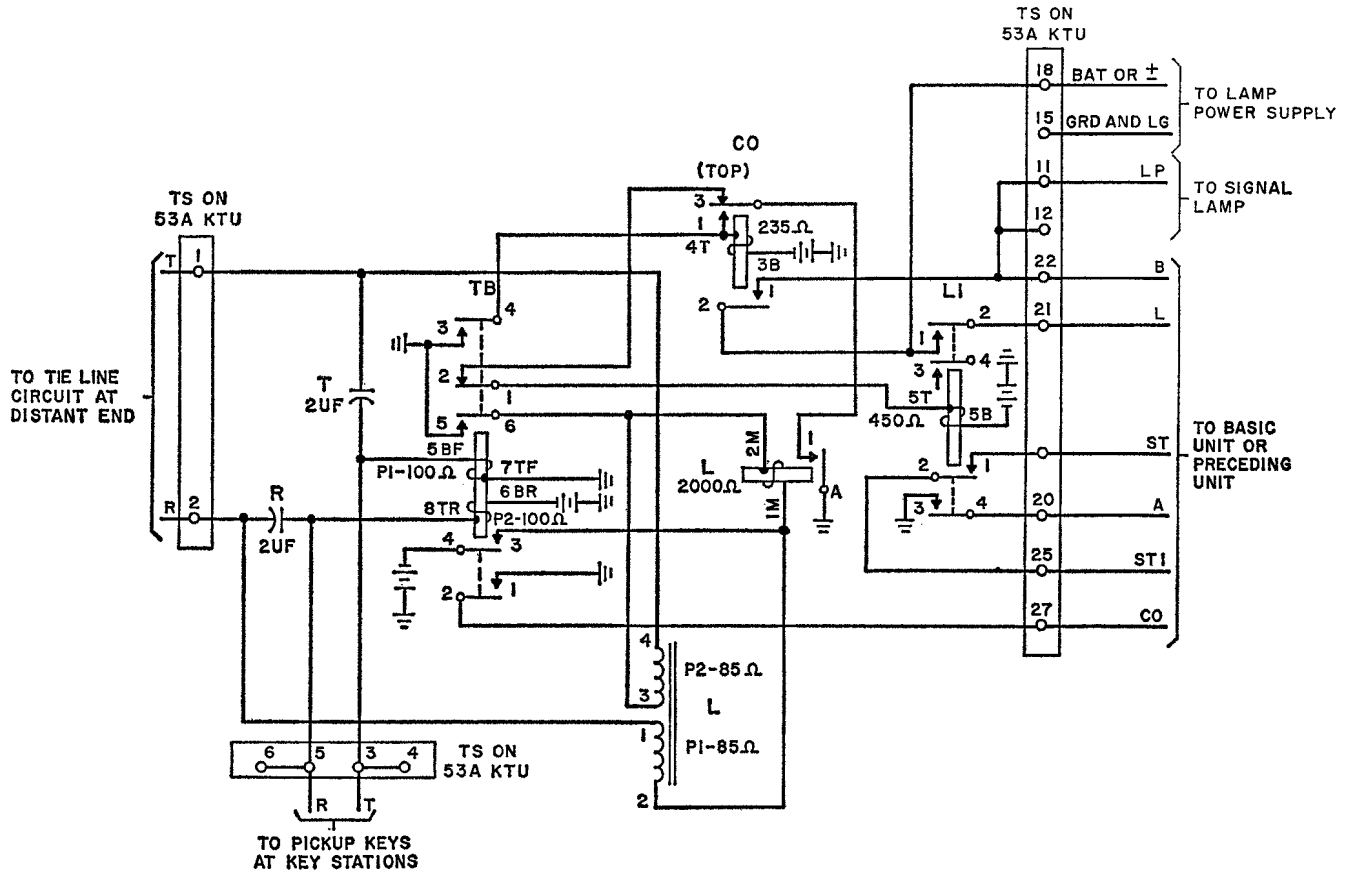 TS ON
53A KTU
18
BAT OR ±
TO LAMP
POWER SUPPLY
15
GRD AND LG
CO
(TOP)
11
LP
TO SIGNAL
LAMP
TS ON
53A KTU
3
1
235Ω
12
4T
T
1
3B
22
B
TB
2
1
L1
4
21
L
3
2
1
3
4
TO TIE LINE
CIRCUIT AT
DISTANT END
T
2UF
2
1
5T
450Ω
5B
5
6
5BF
TO BASIC
UNIT OR
PRECEDING
UNIT
P1-100Ω
7TF
L
2000Ω
2M
1M
1
A
ST
2
1
6BR
R
2
R
2UF
8TR
P2-100Ω
3
4
20
A
4
3
25
ST1
2
1
27
CO
4
P2-85Ω
3
L
1
P1-85Ω
2
6
5
3
4
TS ON
53A KTU
R
T
TO PICKUP KEYS
AT KEY STATIONS